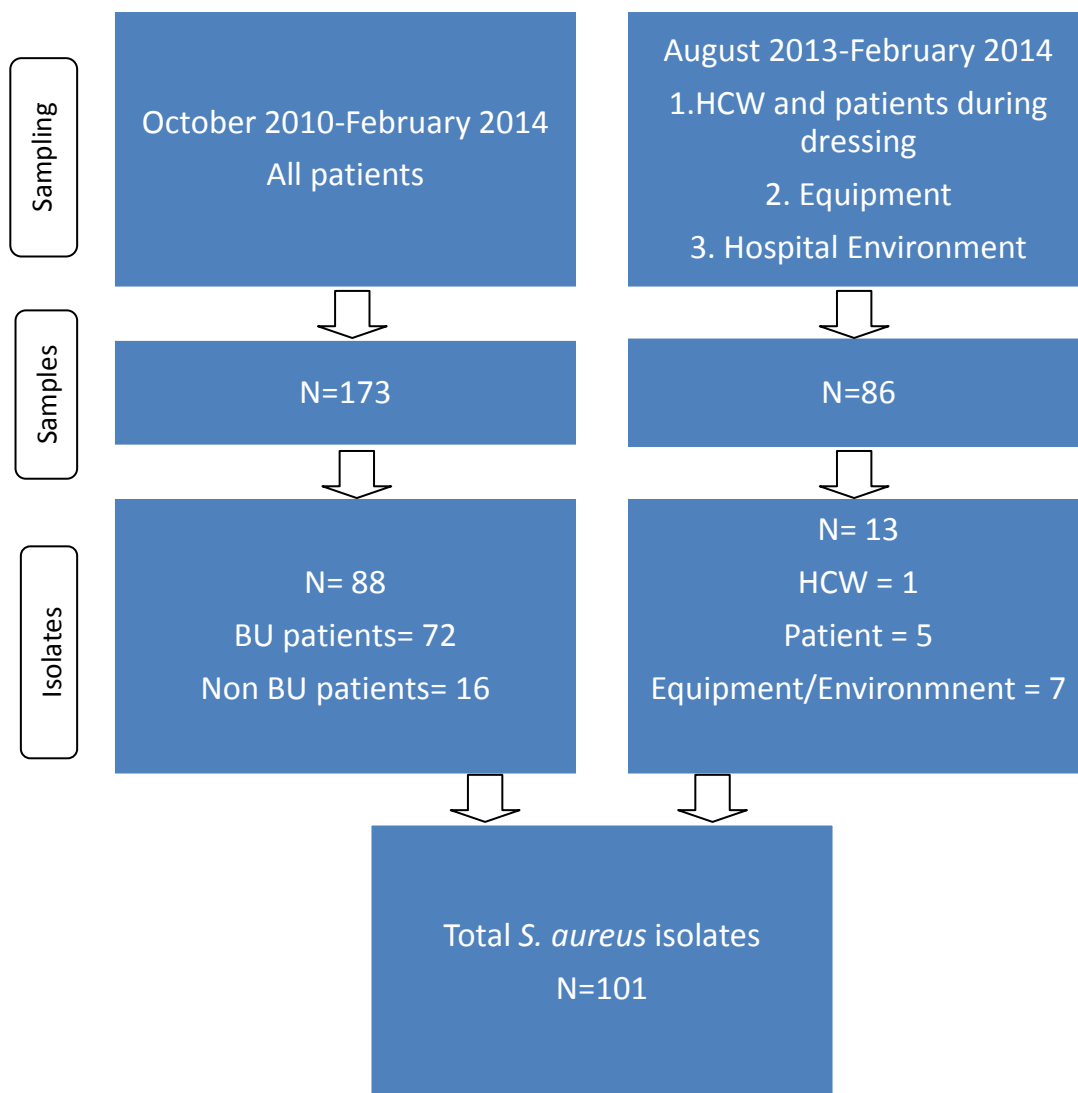 Sampling
October 2010-February 2014
All patients
August 2013-February 2014
1.HCW and patients during
dressing
2. Equipment
3. Hospital Environment
Samples
N=173
N=86
Isolates
N= 88
BU patients= 72
Non BU patients= 16
N= 13
HCW = 1
Patient = 5
Equipment/Environmnent = 7
Total S. aureus isolates
N=101